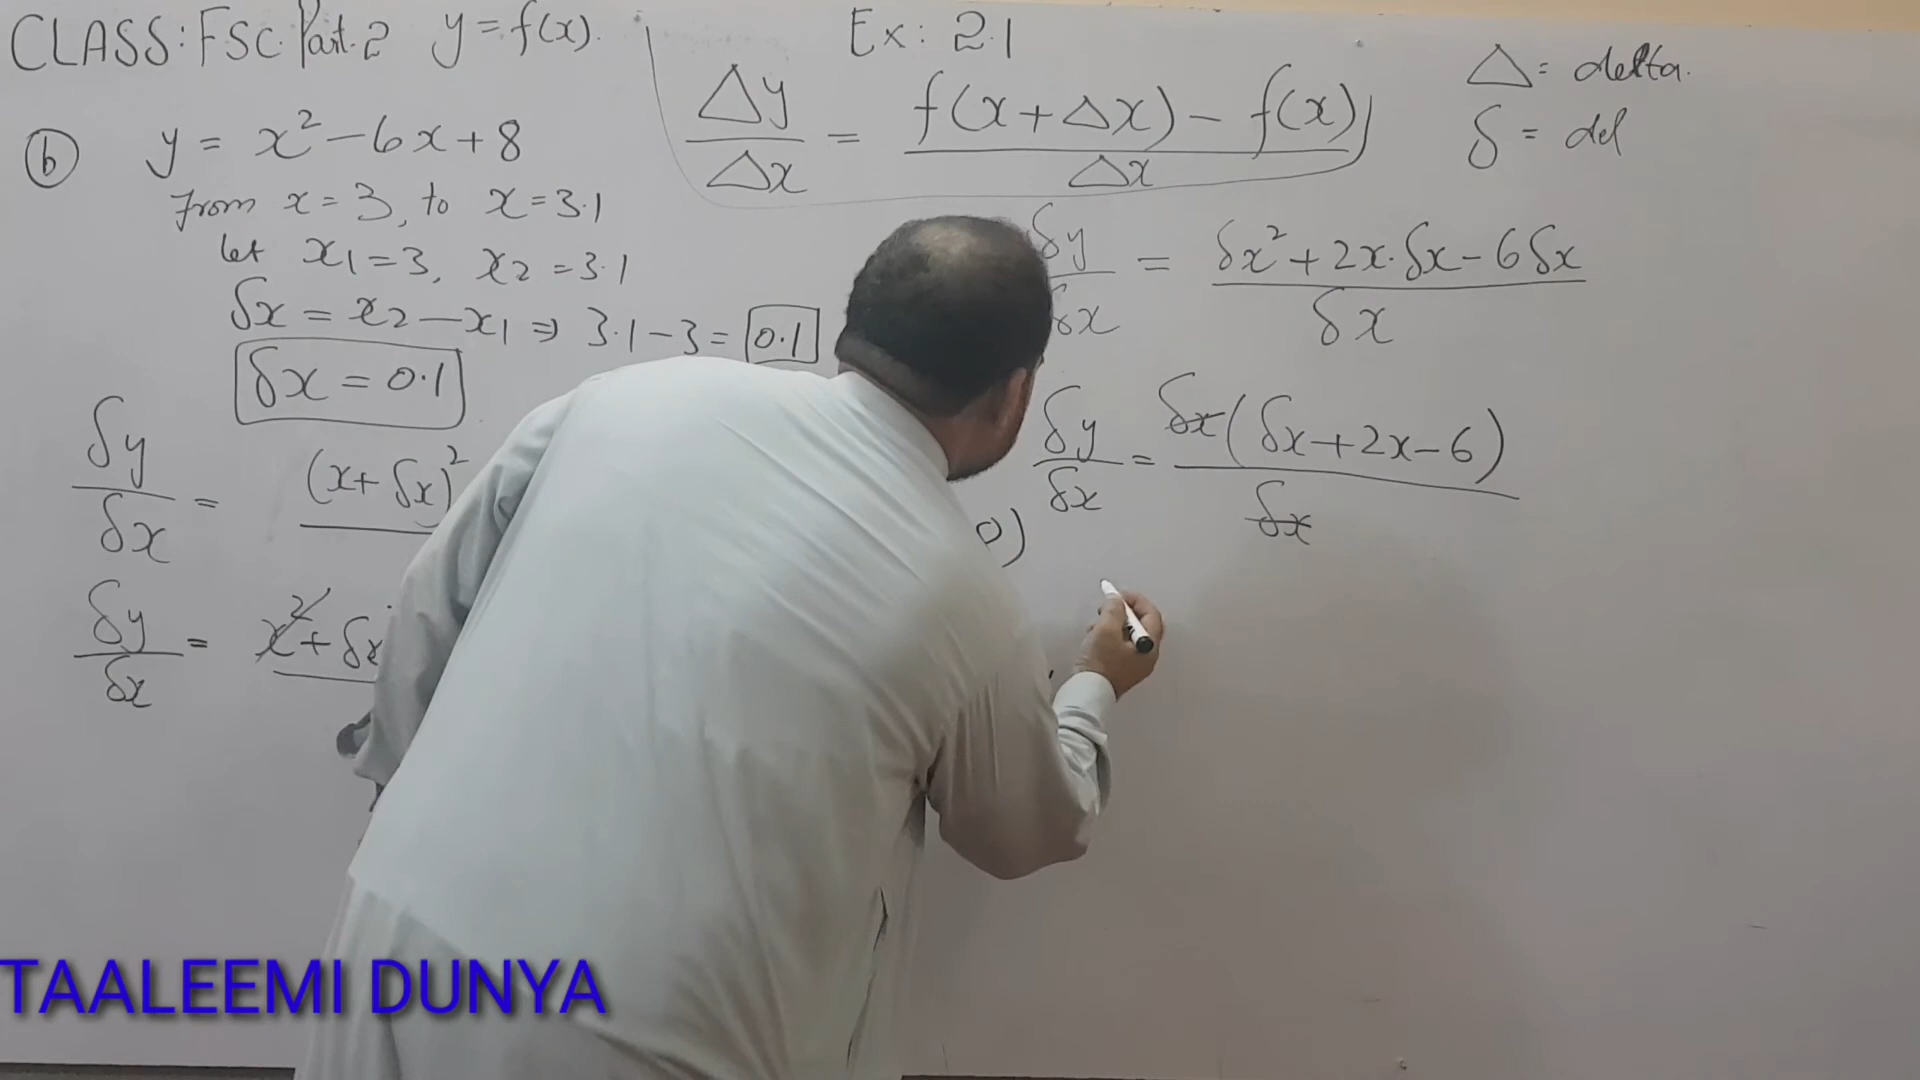 CLASS: FSC Part.2 y = f(x). Ex: 2.1
Δy/Δx = f(x+Δx) − f(x) / Δx
Δ = delta.
δ = del
(b) y = x² − 6x + 8
From x = 3, to x = 3.1
let x₁ = 3, x₂ = 3.1
δx = x₂ − x₁ ⇒ 3.1 − 3 = 0.1
δx = 0.1
δy/δx = (x + δx)²
δy/δx = x² + δx
0)
δy/δx = δx² + 2x.δx − 6δx / δx
δy/δx = δx(δx + 2x − 6) / δx
TAALEEMI DUNYA